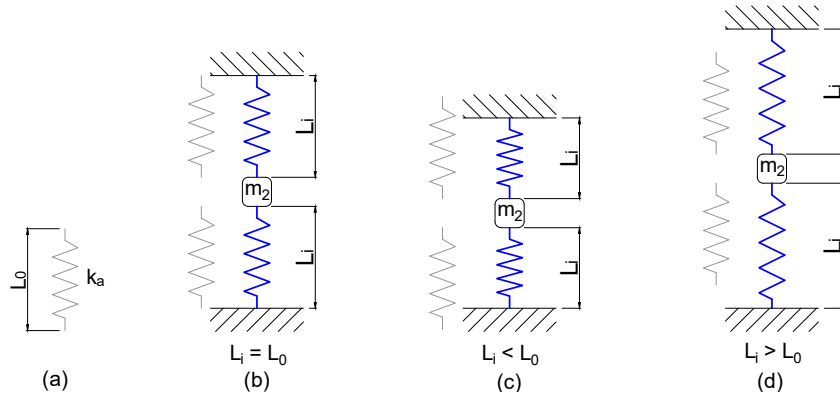 L₀
kₐ
(a)
Lᵢ
m₂
Lᵢ
Lᵢ = L₀
(b)
Lᵢ
m₂
Lᵢ
Lᵢ < L₀
(c)
Lᵢ
m₂
Lᵢ
Lᵢ > L₀
(d)